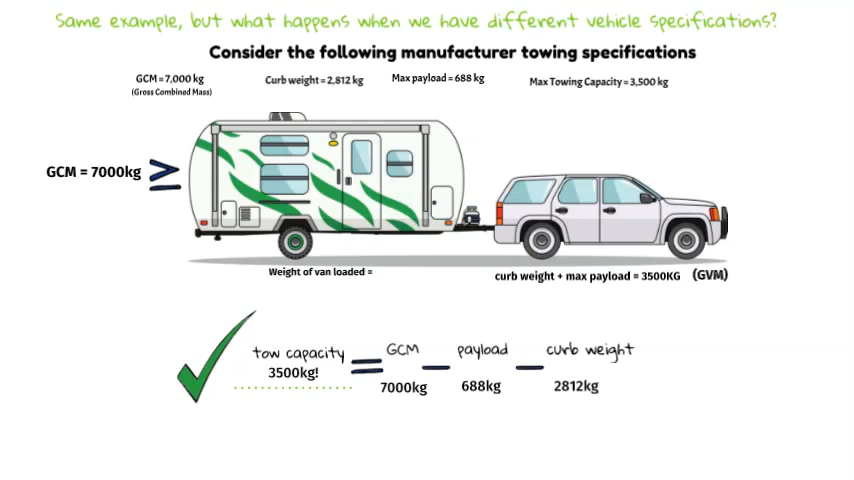 Same example, but what happens when we have different vehicle specifications?
Consider the following manufacturer towing specifications
GCM = 7,000 kg
(Gross Combined Mass)
Curb weight = 2,812 kg
Max payload = 688 kg
Max Towing Capacity = 3,500 kg
GCM = 7000kg ≥
Weight of van loaded =
curb weight + max payload = 3500KG (GVM)
tow capacity = GCM - payload - curb weight
3500kg! 7000kg 688kg 2812kg